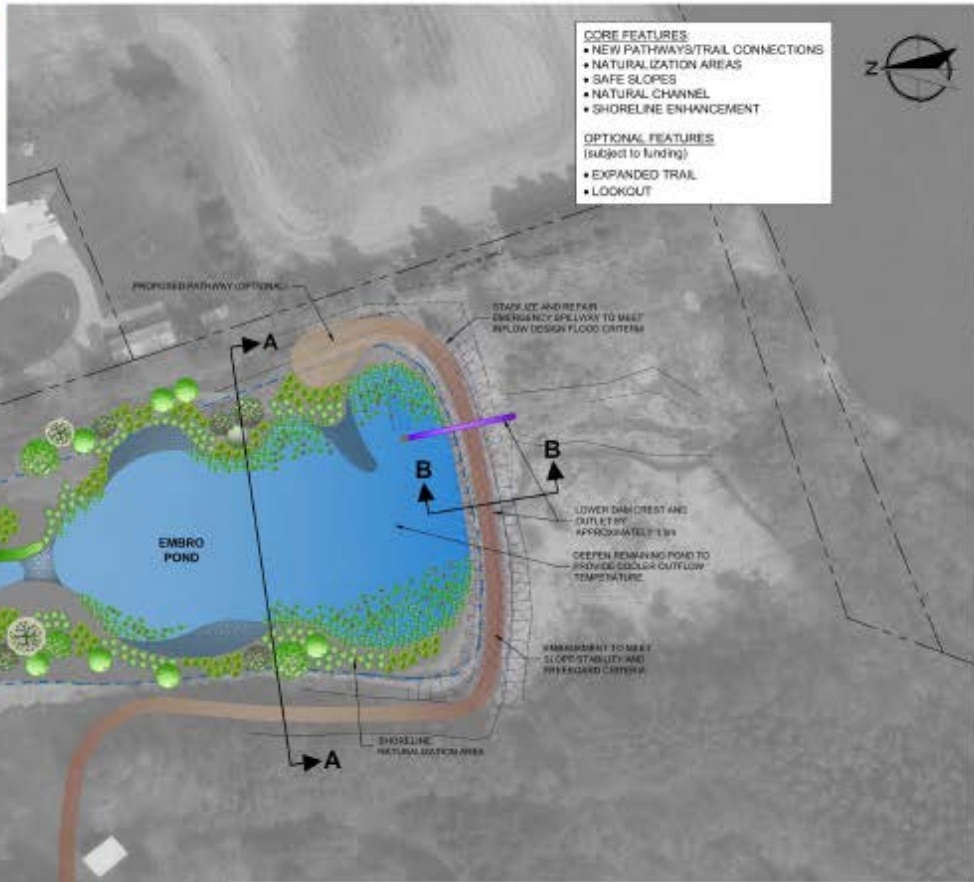 CORE FEATURES:
• NEW PATHWAYS/TRAIL CONNECTIONS
• NATURALIZATION AREAS
• SAFE SLOPES
• NATURAL CHANNEL
• SHORELINE ENHANCEMENT
OPTIONAL FEATURES
(subject to funding)
• EXPANDED TRAIL
• LOOKOUT
Z
PROPOSED PATHWAY (OPTIONAL)
STABILIZE AND REPAIR
EMERGENCY SPILLWAY TO MEET
INFLOW DESIGN FLOOD CRITERIA
A
B
B
EMBRO
POND
LOWER DAM CREST AND
OUTLET BY
APPROXIMATELY
DEEPEN REMAINING POND TO
PROVIDE COOLER OUTFLOW
TEMPERATURE
EMBANKMENT TO MEET
SLOPE STABILITY AND
FREEBOARD CRITERIA
SHORELINE
NATURALIZATION AREA
A